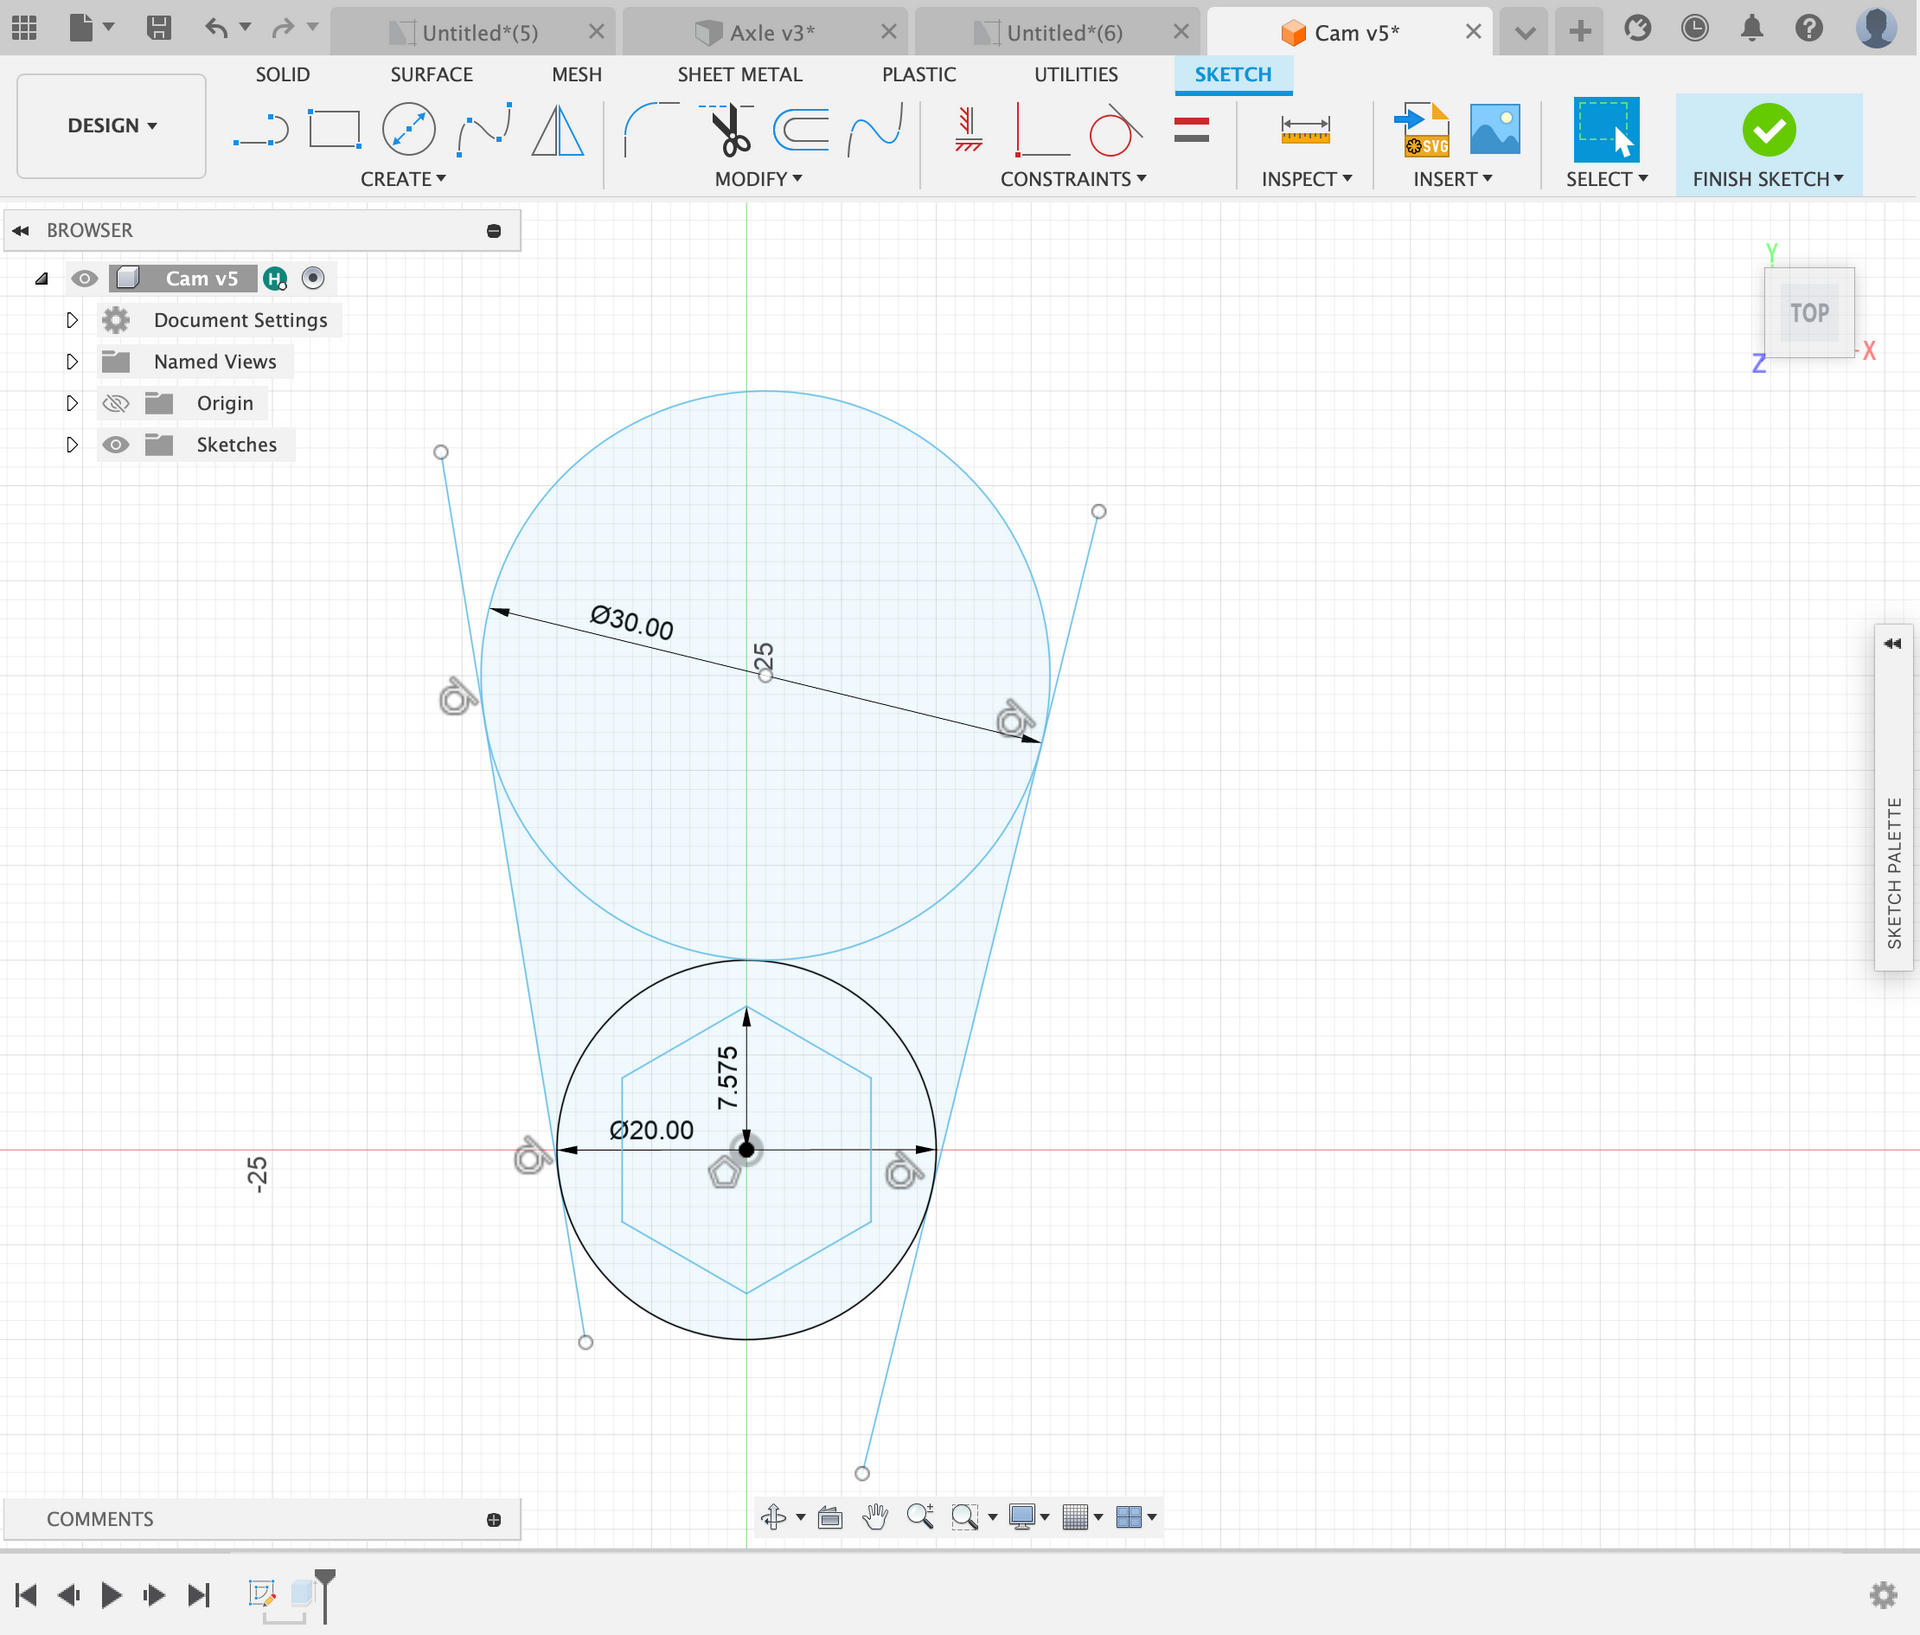 Untitled*(5)
Axle v3*
Untitled*(6)
Cam v5*
DESIGN
SOLID
SURFACE
MESH
SHEET METAL
PLASTIC
UTILITIES
SKETCH
SVG
CREATE
MODIFY
CONSTRAINTS
INSPECT
INSERT
SELECT
FINISH SKETCH
BROWSER
Cam v5
H
Document Settings
Named Views
Origin
Sketches
Y
TOP
X
Z
Ø30.00
25
7.575
Ø20.00
-25
SKETCH PALETTE
COMMENTS